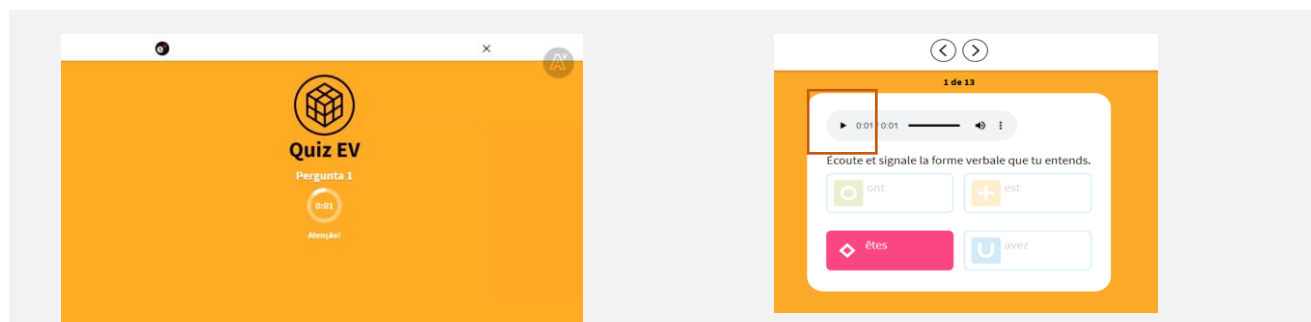 Quiz EV
Pergunta 1
0:01
Atenção!
1 de 13
0:01 / 0:01
Écoute et signale la forme verbale que tu entends.
ont
est
êtes
avez